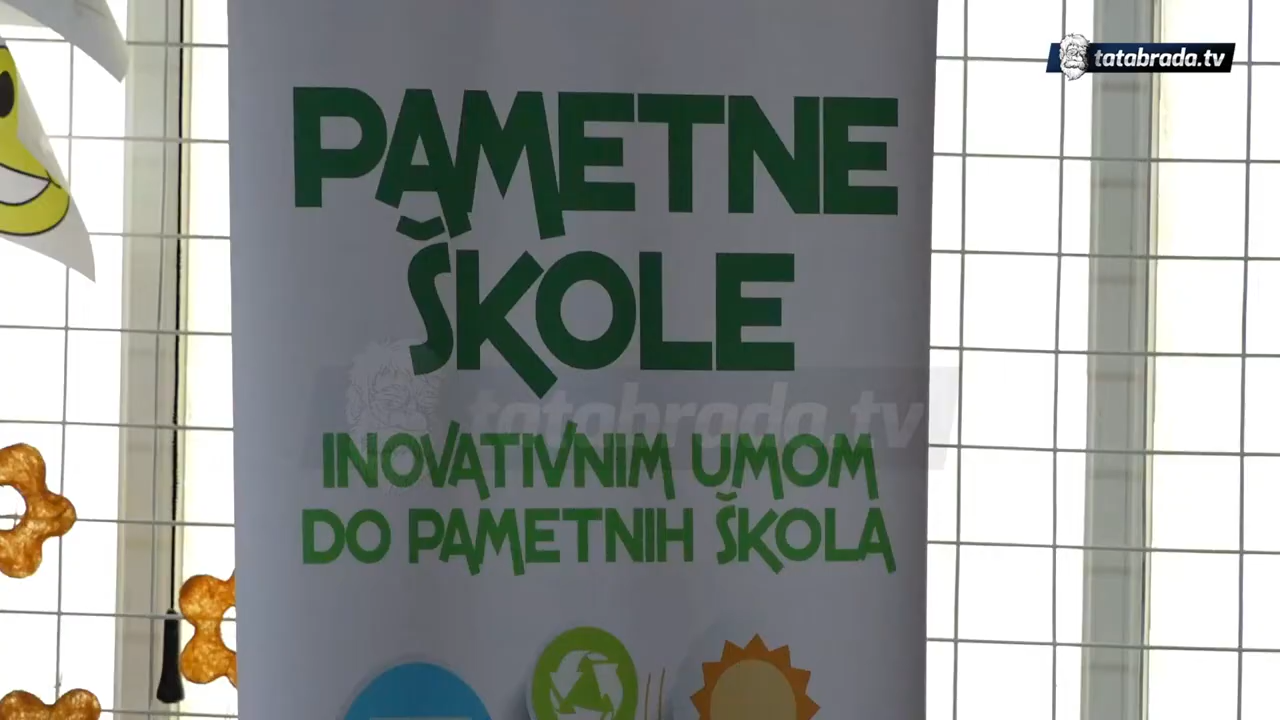 tatabrada.tv
PAMETNE
ŠKOLE
tatabrada.tv
INOVATIVNIM UMOM
DO PAMETNIH ŠKOLA